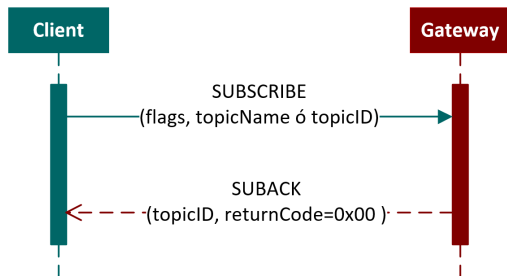 Client
Gateway
SUBSCRIBE
(flags, topicName ó topicID)
SUBACK
(topicID, returnCode=0x00 )